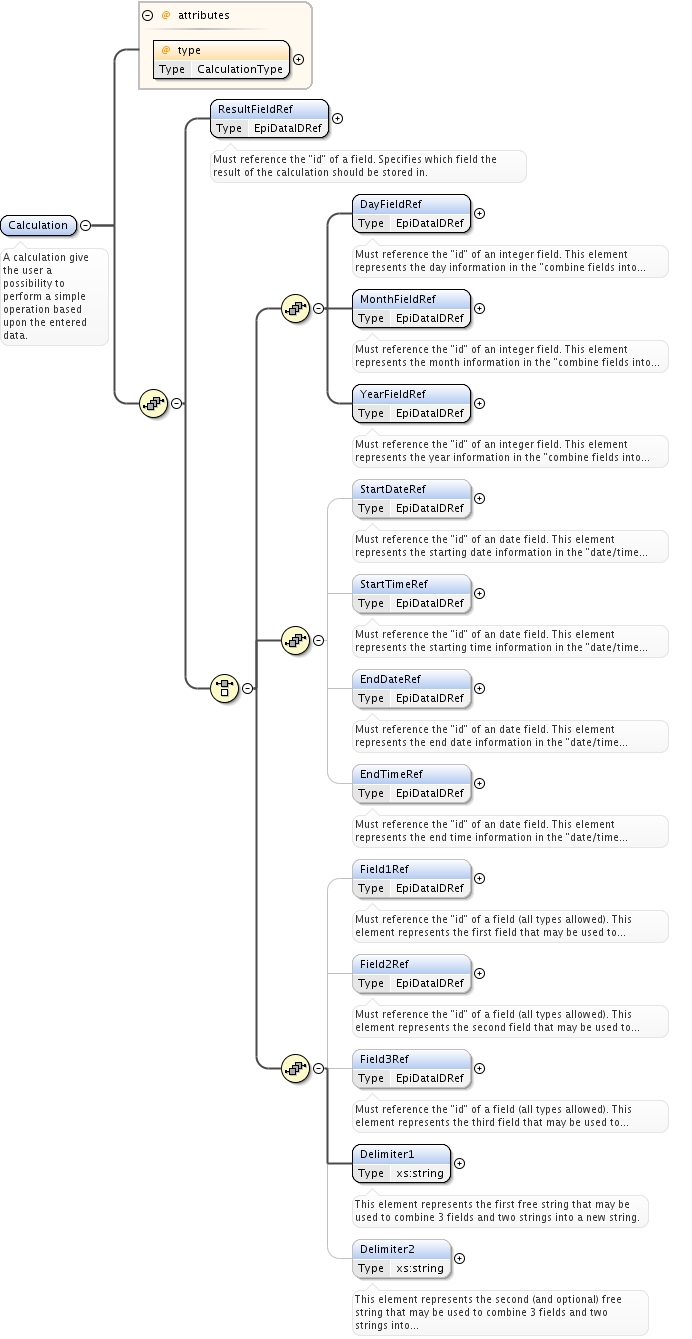 @ attributes
@ type
Type CalculationType
ResultFieldRef
Type EpiDataIDRef
Must reference the "id" of a field. Specifies which field the
result of the calculation should be stored in.
Calculation
A calculation give
the user a
possibility to
perform a simple
operation based
upon the entered
data.
DayFieldRef
Type EpiDataIDRef
Must reference the "id" of an integer field. This element
represents the day information in the "combine fields into...
MonthFieldRef
Type EpiDataIDRef
Must reference the "id" of an integer field. This element
represents the month information in the "combine fields into...
YearFieldRef
Type EpiDataIDRef
Must reference the "id" of an integer field. This element
represents the year information in the "combine fields into...
StartDateRef
Type EpiDataIDRef
Must reference the "id" of an date field. This element
represents the starting date information in the "date/time...
StartTimeRef
Type EpiDataIDRef
Must reference the "id" of an date field. This element
represents the starting time information in the "date/time...
EndDateRef
Type EpiDataIDRef
Must reference the "id" of an date field. This element
represents the end date information in the "date/time...
EndTimeRef
Type EpiDataIDRef
Must reference the "id" of an date field. This element
represents the end time information in the "date/time...
Field1Ref
Type EpiDataIDRef
Must reference the "id" of a field (all types allowed). This
element represents the first field that may be used to...
Field2Ref
Type EpiDataIDRef
Must reference the "id" of a field (all types allowed). This
element represents the second field that may be used to...
Field3Ref
Type EpiDataIDRef
Must reference the "id" of a field (all types allowed). This
element represents the third field that may be used to...
Delimiter1
Type xs:string
This element represents the first free string that may be
used to combine 3 fields and two strings into a new string.
Delimiter2
Type xs:string
This element represents the second (and optional) free
string that may be used to combine 3 fields and two
strings into...